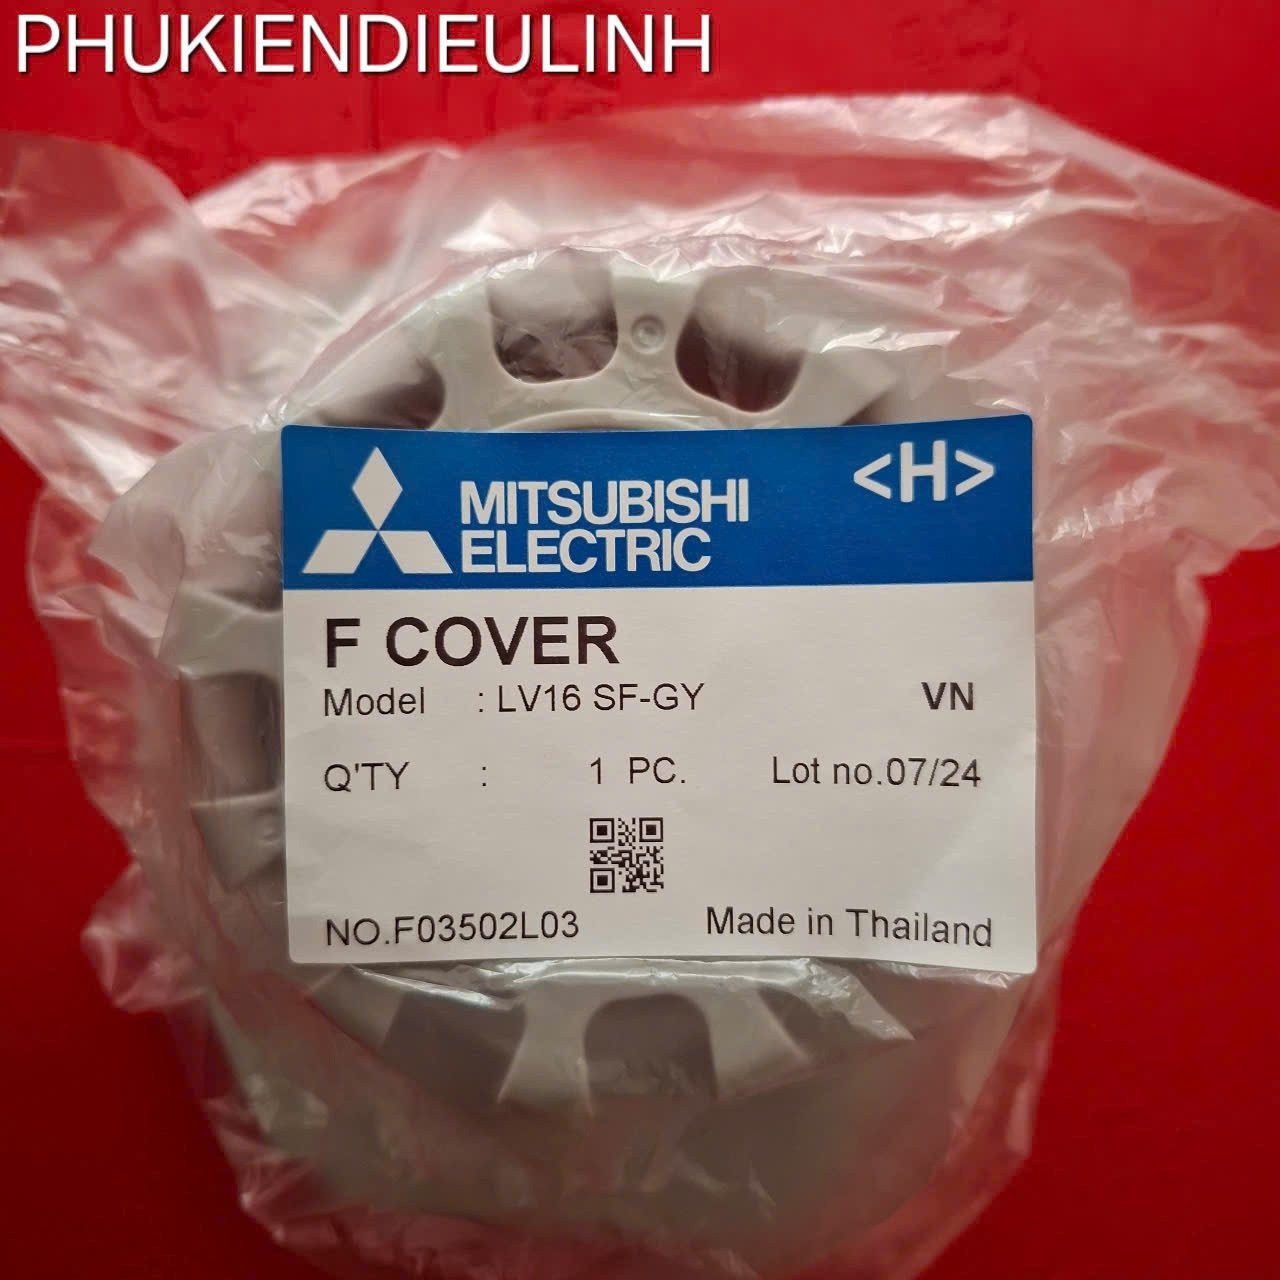 PHUKIENDIEULINH
MITSUBISHI
ELECTRIC
<H>
F COVER
Model : LV16 SF-GY VN
Q'TY : 1 PC. Lot no.07/24
NO.F03502L03 Made in Thailand